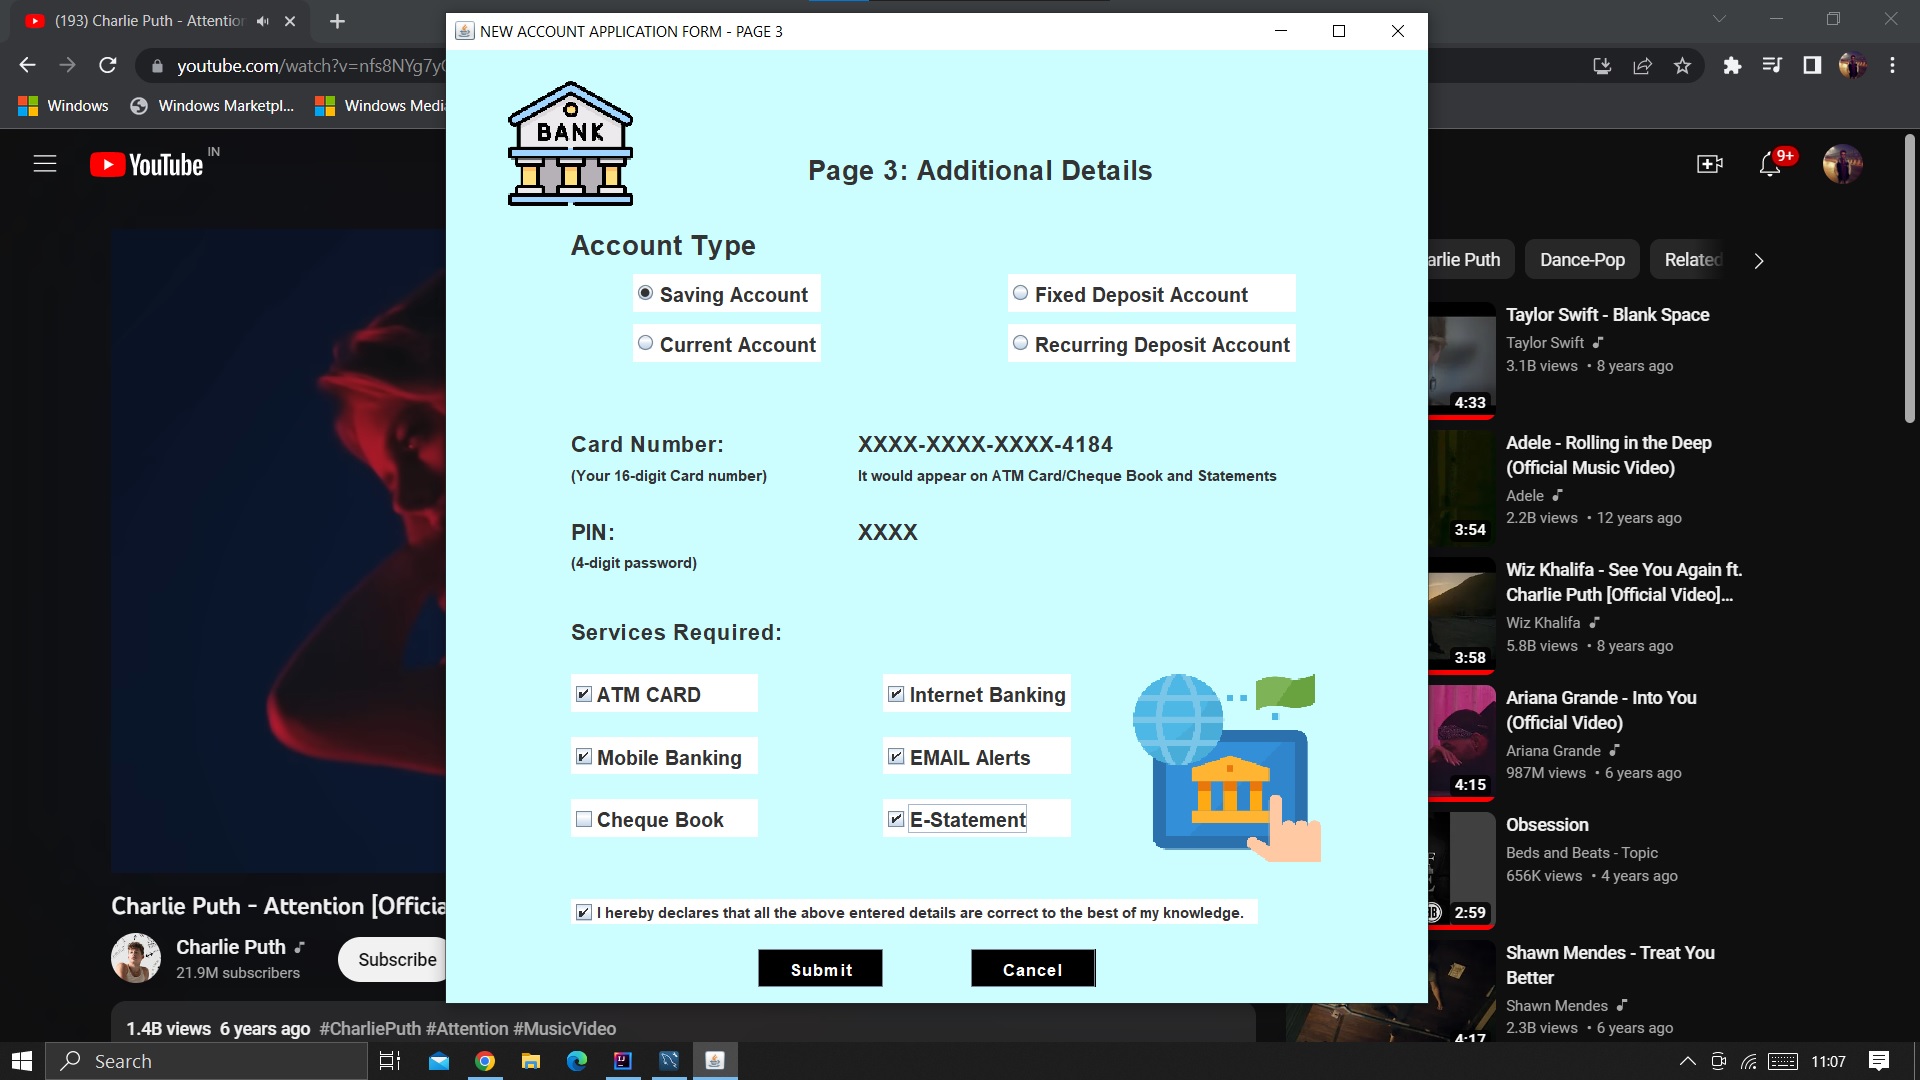 (193) Charlie Puth - Attention
NEW ACCOUNT APPLICATION FORM - PAGE 3
youtube.com/watch?v=nfs8NYg7y
Windows
Windows Marketpl...
Windows Medi
BANK
Page 3: Additional Details
YouTube IN
9+
Account Type
Saving Account
Fixed Deposit Account
Current Account
Recurring Deposit Account
Card Number:
XXXX-XXXX-XXXX-4184
(Your 16-digit Card number)
It would appear on ATM Card/Cheque Book and Statements
PIN:
XXXX
(4-digit password)
Services Required:
ATM CARD
Internet Banking
Mobile Banking
EMAIL Alerts
Cheque Book
E-Statement
I hereby declares that all the above entered details are correct to the best of my knowledge.
Submit
Cancel
arlie Puth
Dance-Pop
Related
Taylor Swift - Blank Space
Taylor Swift
3.1B views • 8 years ago
4:33
Adele - Rolling in the Deep
(Official Music Video)
Adele
2.2B views • 12 years ago
3:54
Wiz Khalifa - See You Again ft.
Charlie Puth [Official Video]...
Wiz Khalifa
5.8B views • 8 years ago
3:58
Ariana Grande - Into You
(Official Video)
Ariana Grande
987M views • 6 years ago
4:15
Obsession
Beds and Beats - Topic
656K views • 4 years ago
2:59
Shawn Mendes - Treat You
Better
Shawn Mendes
2.3B views • 6 years ago
4:17
Charlie Puth - Attention [Officia
Charlie Puth
21.9M subscribers
Subscribe
1.4B views 6 years ago #CharliePuth #Attention #MusicVideo
Search
11:07